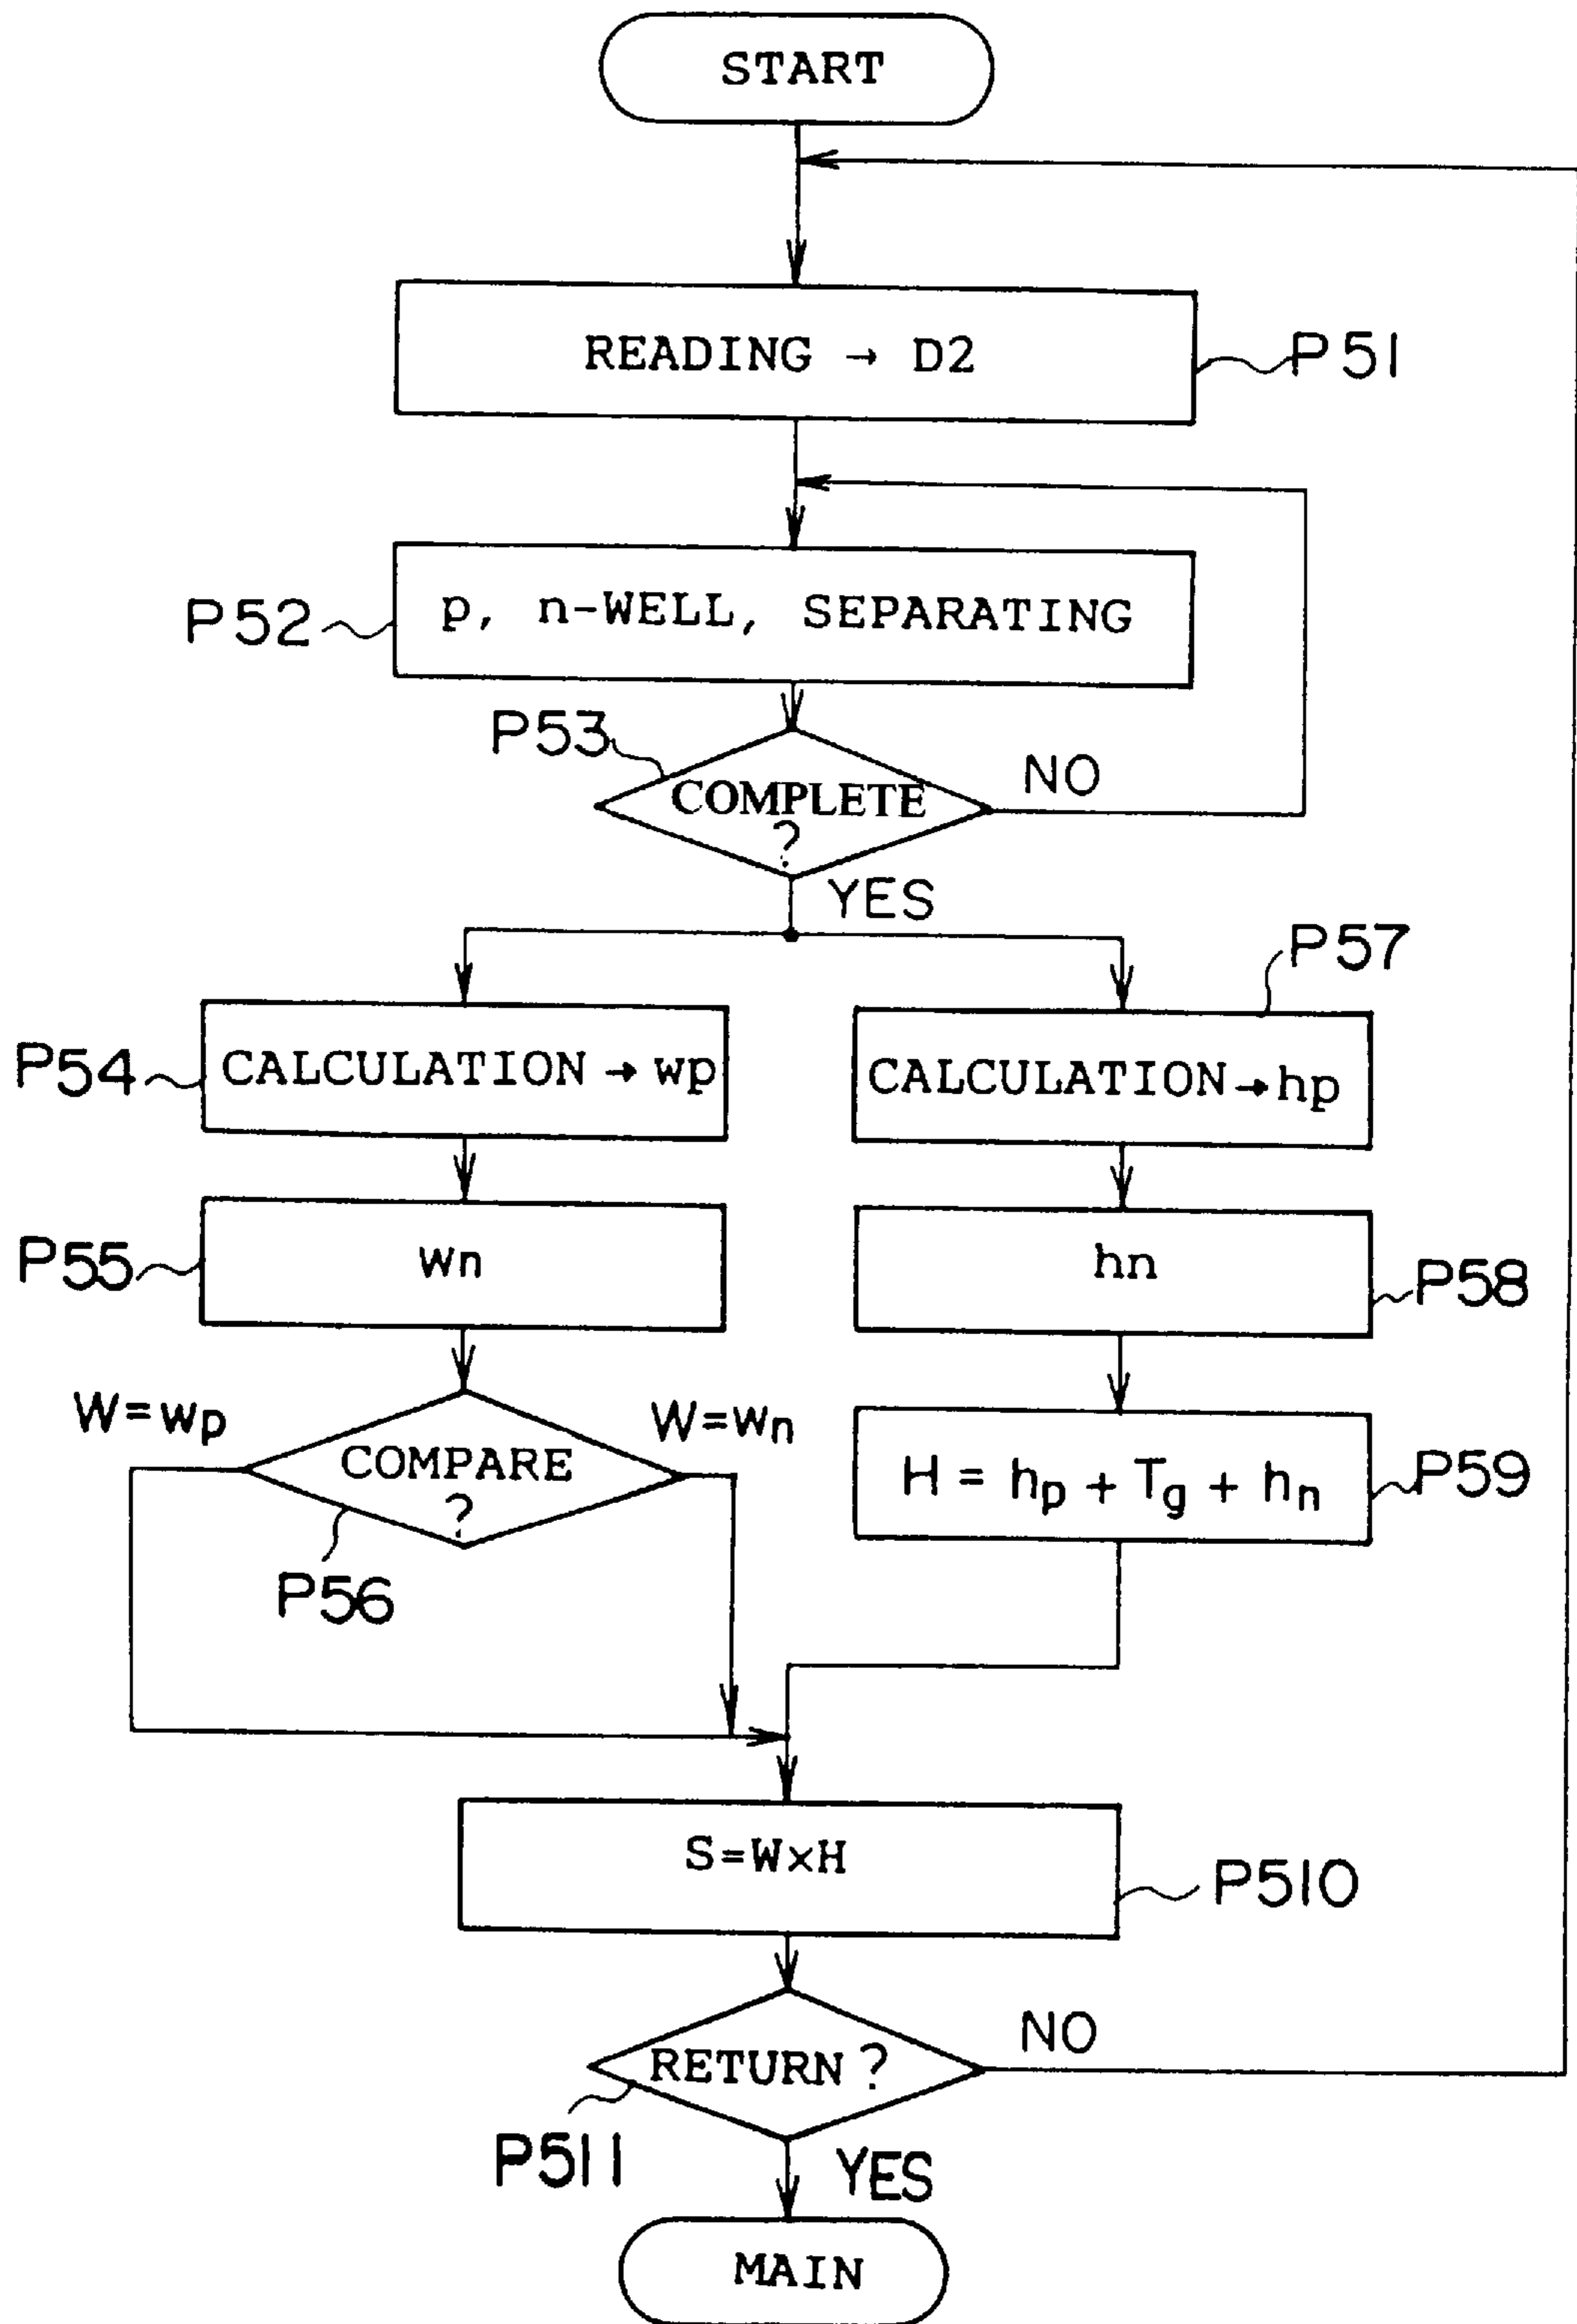 START
READING → D2
P51
P52
p, n-WELL, SEPARATING
P53
COMPLETE
?
NO
YES
P57
P54
CALCULATION → wp
CALCULATION → hp
P55
wn
hn
P58
W=wp
W=wn
COMPARE
?
P56
H = hp + Tg + hn
P59
S=W×H
P510
RETURN ?
NO
P511
YES
MAIN